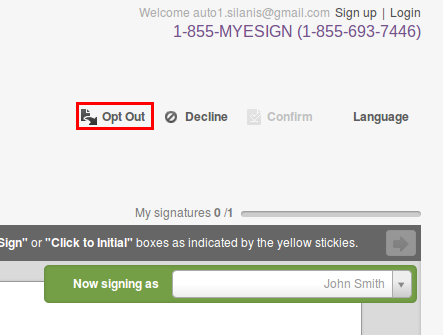 Welcome auto1.silanis@gmail.com Sign up | Login
1-855-MYESIGN (1-855-693-7446)
Opt Out Decline Confirm Language
My signatures 0 /1
Sign" or "Click to Initial" boxes as indicated by the yellow stickies.
Now signing as John Smith